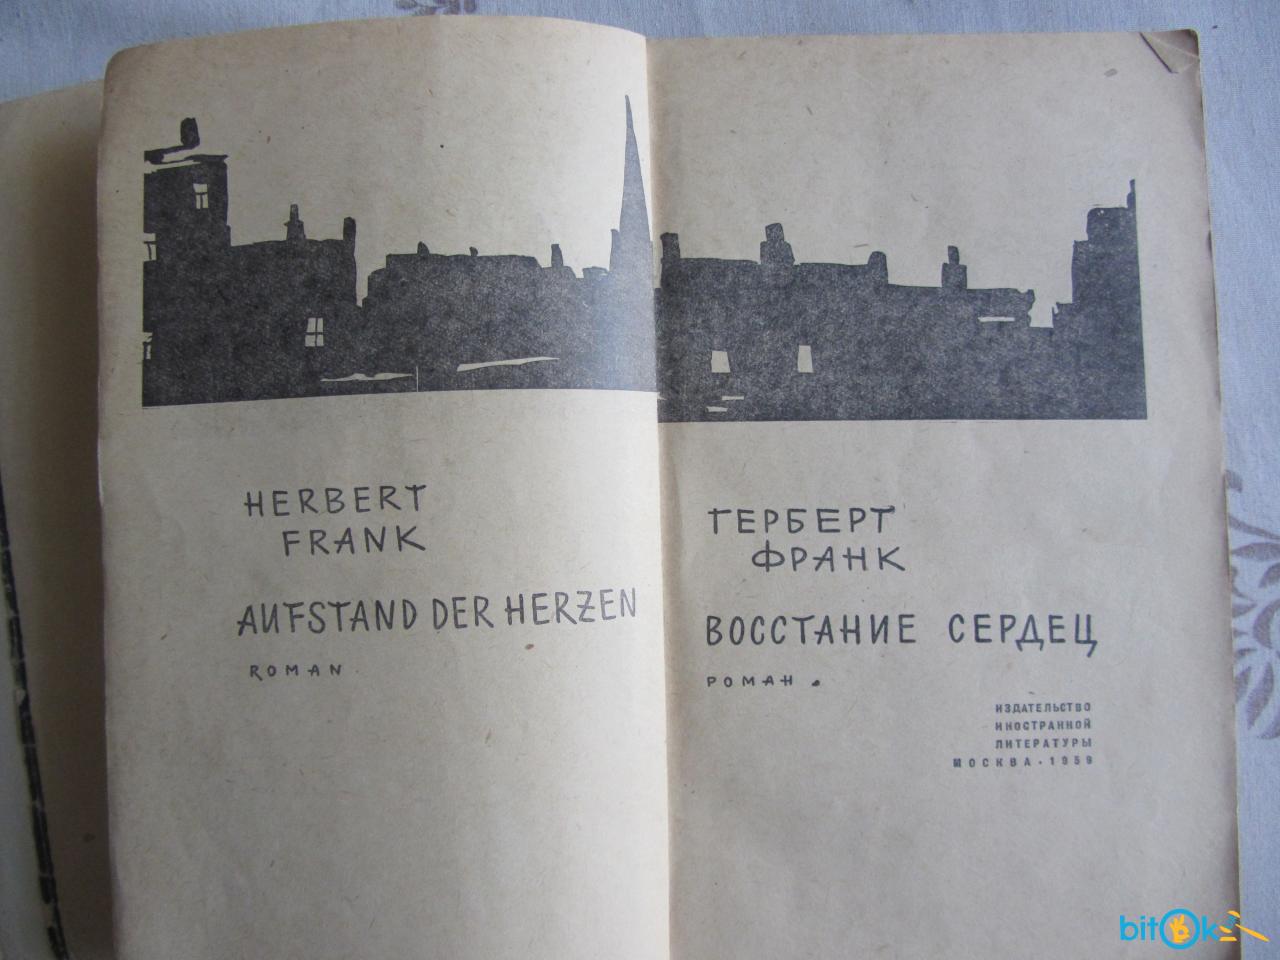 HERBERT
FRANK
AUFSTAND DER HERZEN
ROMAN
ГЕРБЕРТ
ФРАНК
ВОССТАНИЕ СЕРДЕЦ
РОМАН
ИЗДАТЕЛЬСТВО
ИНОСТРАННОЙ
ЛИТЕРАТУРЫ
МОСКВА · 1959
bitOk